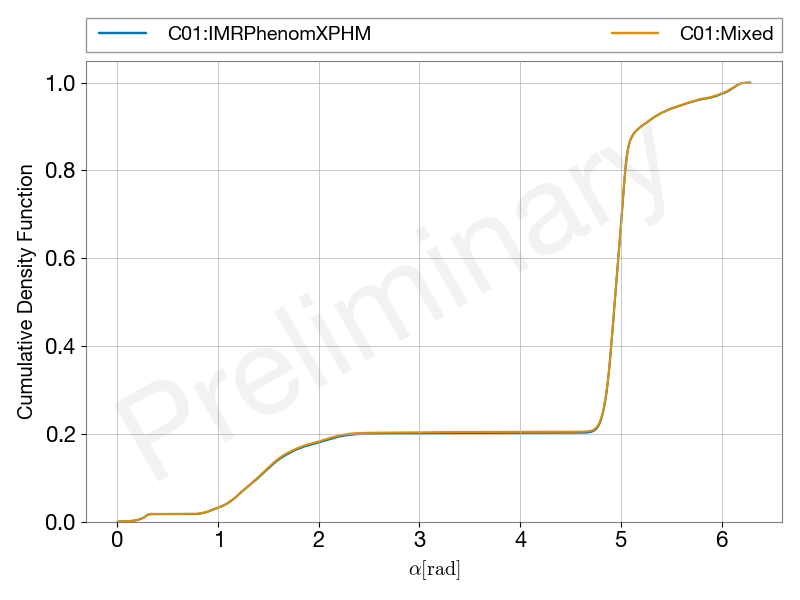 C01:IMRPhenomXPHM C01:Mixed
1.0
0.8
0.6
0.4
0.2
0.0
Cumulative Density Function
Preliminary
0 1 2 3 4 5 6
α[rad]